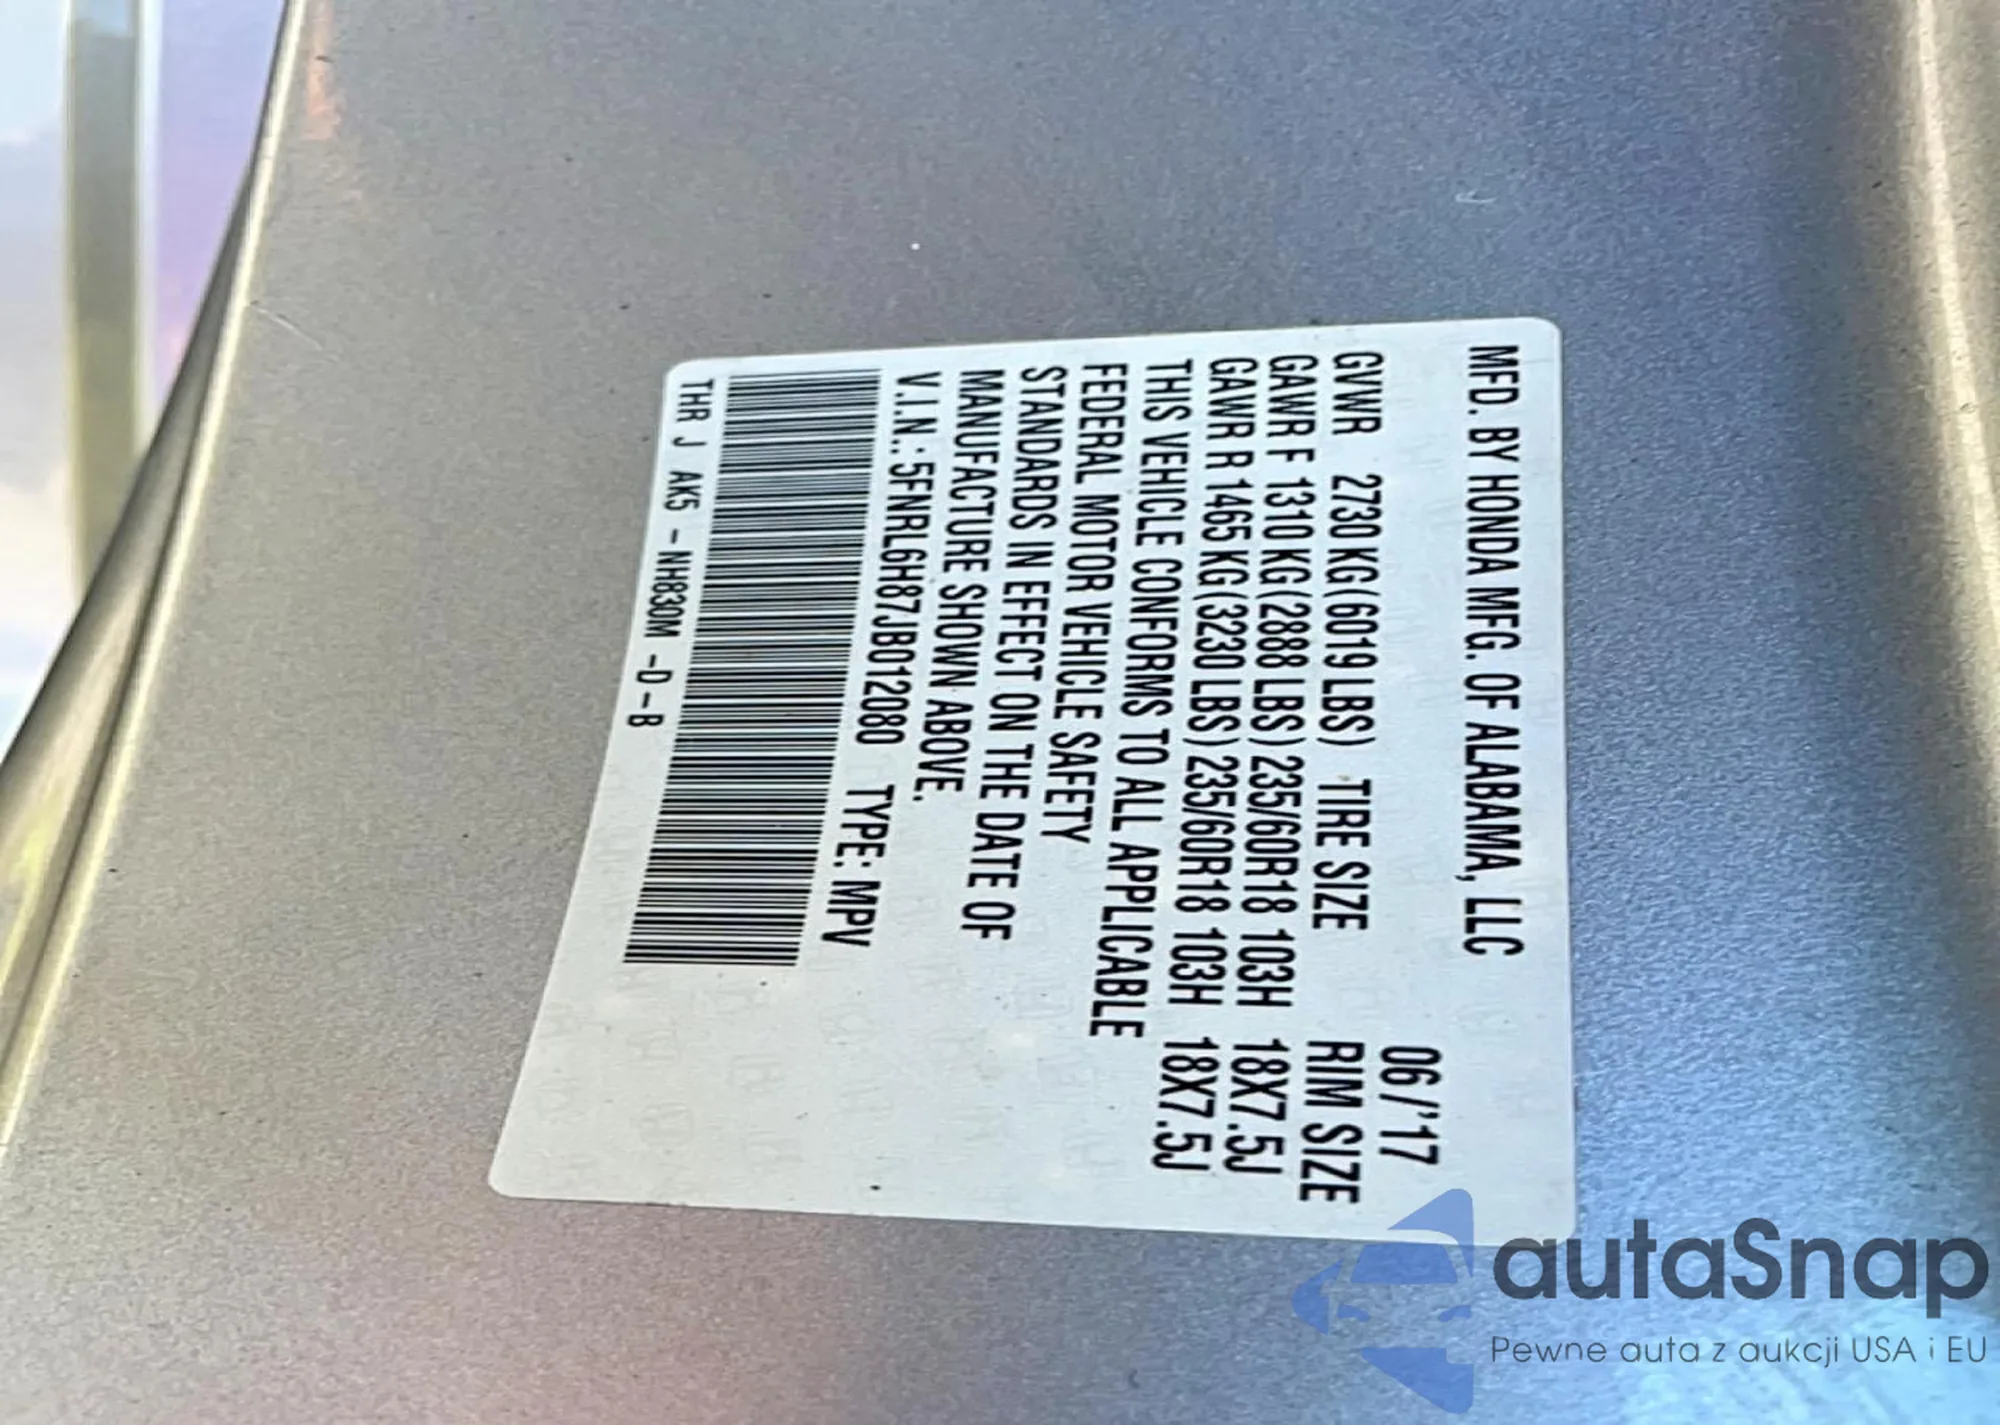 MFD. BY HONDA MFG. OF ALABAMA, LLC
06/'17
GVWR 2730 KG(6019 LBS) TIRE SIZE RIM SIZE
GAWR F 1310 KG(2888 LBS) 235/60R18 103H 18X7.5J
GAWR R 1465 KG(3230 LBS) 235/60R18 103H 18X7.5J
THIS VEHICLE CONFORMS TO ALL APPLICABLE
FEDERAL MOTOR VEHICLE SAFETY
STANDARDS IN EFFECT ON THE DATE OF
MANUFACTURE SHOWN ABOVE.
V.I.N.: 5FNRL6H87JB012080 TYPE: MPV
THR J AK5 - NH830M -D-B
autaSnap
Pewne auta z aukcji USA i EU